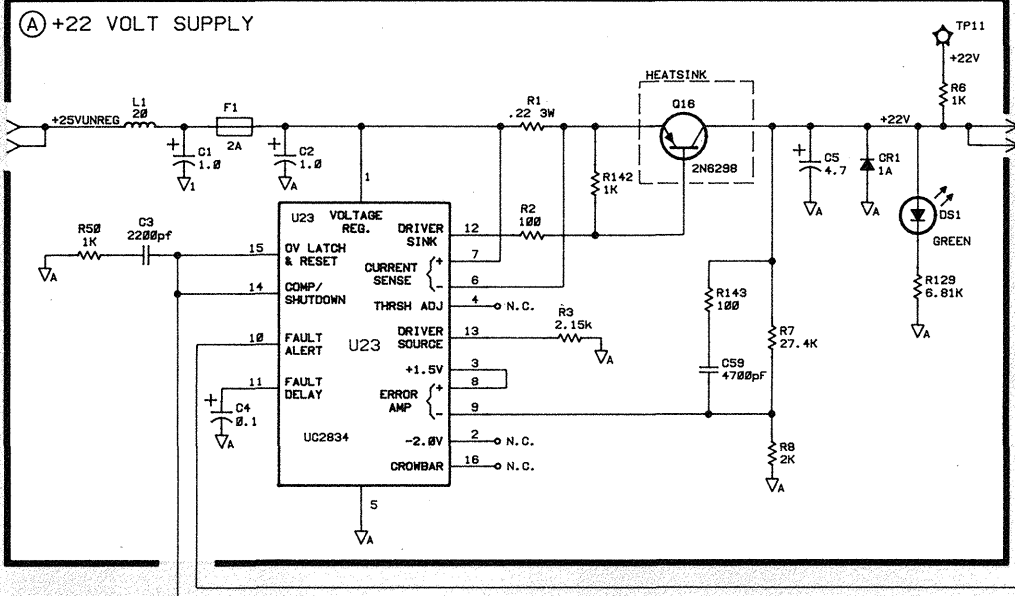 A +22 VOLT SUPPLY
TP11
+22V
HEATSINK
R6
1K
L1
20
F1
2A
R1
.22 3W
Q16
2N6298
+25VUNREG
+22V
+
C1
1.0
1
+
C2
1.0
A
R142
1K
+
C5
4.7
A
CR1
1A
A
DS1
GREEN
1
R50
1K
C3
2200pf
A
U23
VOLTAGE
REG.
DRIVER
SINK
12
R2
100
15
OV LATCH
& RESET
CURRENT
SENSE
+
-
7
6
14
COMP/
SHUTDOWN
THRSH ADJ
4
N.C.
R3
2.15k
A
R143
100
R129
6.81K
A
10
FAULT
ALERT
U23
DRIVER
SOURCE
13
R7
27.4K
+1.5V
3
C59
4700pF
11
FAULT
DELAY
ERROR
AMP
+
-
8
9
+
C4
0.1
A
UC2834
-2.0V
2
N.C.
CROWBAR
16
N.C.
R8
2K
A
5
A